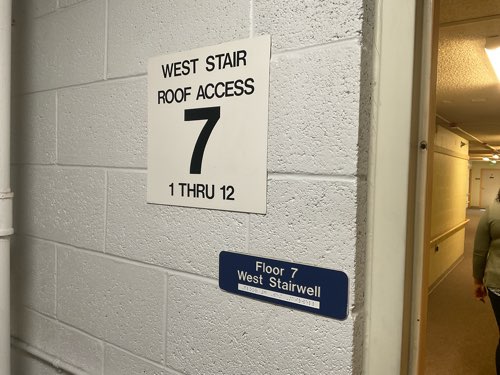 WEST STAIR
ROOF ACCESS
7
1 THRU 12
Floor 7
West Stairwell